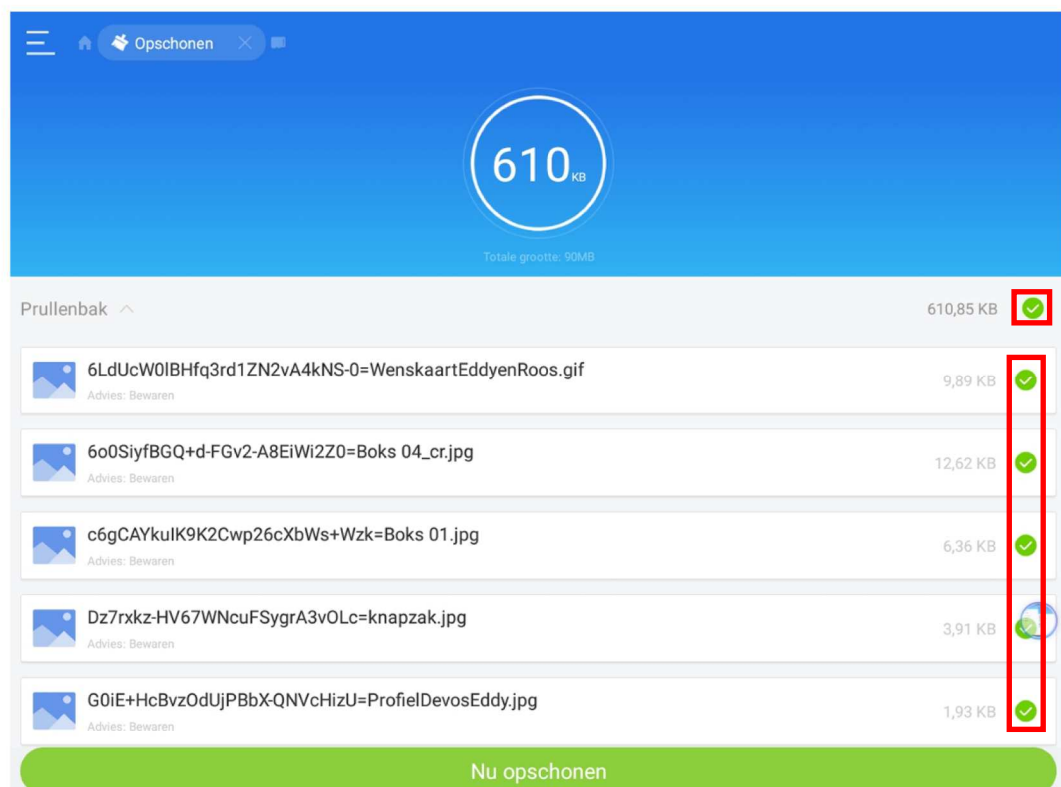 Opschonen
610 KB
Totale grootte: 90MB
Prullenbak 610,85 KB
6LdUcW0lBHfq3rd1ZN2vA4kNS-0=WenskaartEddyenRoos.gif
Advies: Bewaren
9,89 KB
6o0SiyfBGQ+d-FGv2-A8EiWi2Z0=Boks 04_cr.jpg
Advies: Bewaren
12,62 KB
c6gCAYkuIK9K2Cwp26cXbWs+Wzk=Boks 01.jpg
Advies: Bewaren
6,36 KB
Dz7rxkz-HV67WNcuFSygrA3vOLc=knapzak.jpg
Advies: Bewaren
3,91 KB
G0iE+HcBvzOdUjPBbX-QNVcHizU=ProfielDevosEddy.jpg
Advies: Bewaren
1,93 KB
Nu opschonen